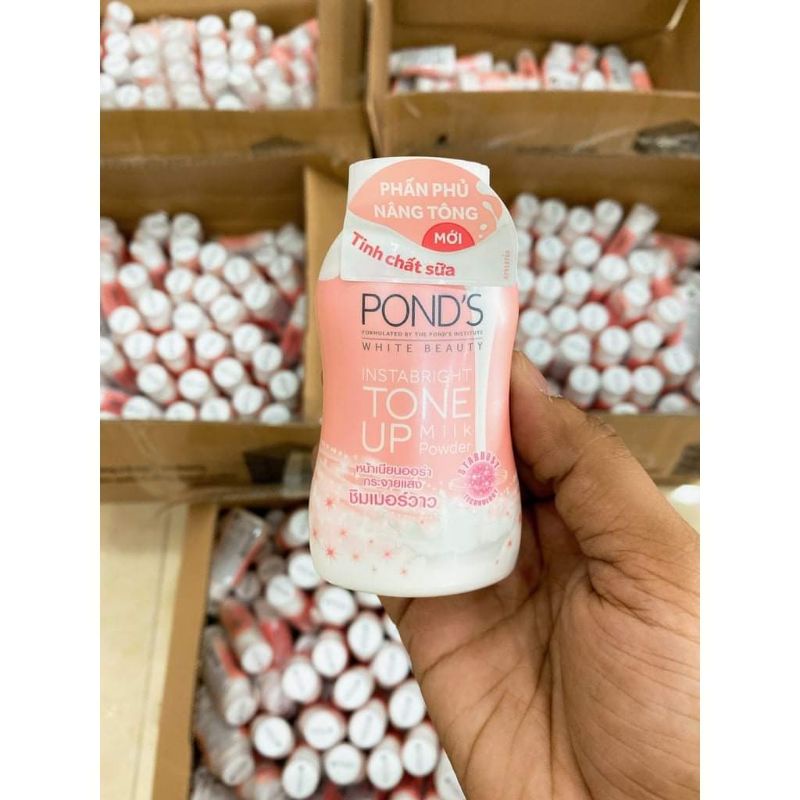 PHẤN PHỦ
NÂNG TÔNG
MỚI
Tinh chất sữa
POND'S
FORMULATED BY THE POND'S INSTITUTE
WHITE BEAUTY
INSTABRIGHT
TONE
UP Milk
Powder
หน้าเนียนออร่า
กระจายแสง
ชิมเมอร์วาว
STARDUST
TECHNOLOGY